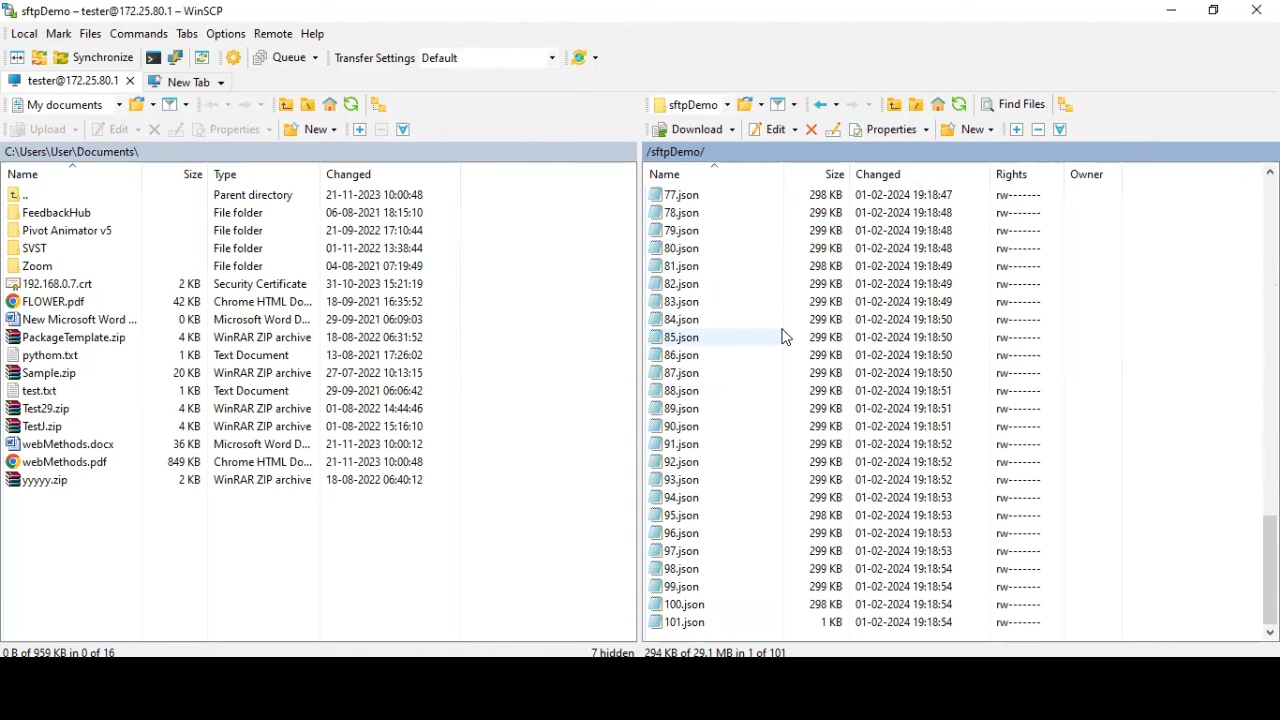 sftpDemo – tester@172.25.80.1 – WinSCP
Local Mark Files Commands Tabs Options Remote Help
Synchronize Queue Transfer Settings Default
tester@172.25.80.1 New Tab
My documents
Upload Edit Properties New
C:\Users\User\Documents\
Name Size Type Changed
.. Parent directory 21-11-2023 10:00:48
FeedbackHub File folder 06-08-2021 18:15:10
Pivot Animator v5 File folder 21-09-2022 17:10:44
SVST File folder 01-11-2022 13:38:44
Zoom File folder 04-08-2021 07:19:49
192.168.0.7.crt 2 KB Security Certificate 31-10-2023 15:21:19
FLOWER.pdf 42 KB Chrome HTML Do... 18-09-2021 16:35:52
New Microsoft Word ... 0 KB Microsoft Word D... 29-09-2021 06:09:03
PackageTemplate.zip 4 KB WinRAR ZIP archive 18-08-2022 06:31:52
pythom.txt 1 KB Text Document 13-08-2021 17:26:02
Sample.zip 20 KB WinRAR ZIP archive 27-07-2022 10:13:15
test.txt 1 KB Text Document 29-09-2021 06:06:42
Test29.zip 4 KB WinRAR ZIP archive 01-08-2022 14:44:46
TestJ.zip 4 KB WinRAR ZIP archive 01-08-2022 15:16:10
webMethods.docx 36 KB Microsoft Word D... 21-11-2023 10:00:12
webMethods.pdf 849 KB Chrome HTML Do... 21-11-2023 10:00:48
yyyyy.zip 2 KB WinRAR ZIP archive 18-08-2022 06:40:12
0 B of 959 KB in 0 of 16 7 hidden
sftpDemo Find Files
Download Edit Properties New
/sftpDemo/
Name Size Changed Rights Owner
77.json 298 KB 01-02-2024 19:18:47 rw-------
78.json 299 KB 01-02-2024 19:18:48 rw-------
79.json 299 KB 01-02-2024 19:18:48 rw-------
80.json 299 KB 01-02-2024 19:18:48 rw-------
81.json 298 KB 01-02-2024 19:18:49 rw-------
82.json 299 KB 01-02-2024 19:18:49 rw-------
83.json 299 KB 01-02-2024 19:18:49 rw-------
84.json 299 KB 01-02-2024 19:18:50 rw-------
85.json 299 KB 01-02-2024 19:18:50 rw-------
86.json 299 KB 01-02-2024 19:18:50 rw-------
87.json 299 KB 01-02-2024 19:18:50 rw-------
88.json 299 KB 01-02-2024 19:18:51 rw-------
89.json 299 KB 01-02-2024 19:18:51 rw-------
90.json 299 KB 01-02-2024 19:18:51 rw-------
91.json 299 KB 01-02-2024 19:18:52 rw-------
92.json 299 KB 01-02-2024 19:18:52 rw-------
93.json 299 KB 01-02-2024 19:18:52 rw-------
94.json 299 KB 01-02-2024 19:18:53 rw-------
95.json 298 KB 01-02-2024 19:18:53 rw-------
96.json 299 KB 01-02-2024 19:18:53 rw-------
97.json 299 KB 01-02-2024 19:18:53 rw-------
98.json 299 KB 01-02-2024 19:18:54 rw-------
99.json 299 KB 01-02-2024 19:18:54 rw-------
100.json 298 KB 01-02-2024 19:18:54 rw-------
101.json 1 KB 01-02-2024 19:18:54 rw-------
294 KB of 29.1 MB in 1 of 101